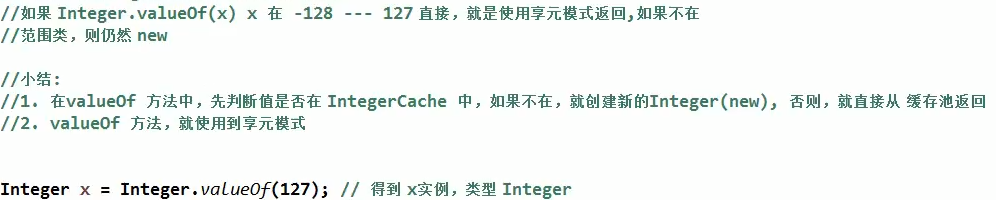 //如果 Integer.valueOf(x) x 在 -128 --- 127 直接，就是使用享元模式返回,如果不在
//范围类，则仍然 new
//小结:
//1. 在valueOf 方法中，先判断值是否在 IntegerCache 中，如果不在，就创建新的Integer(new), 否则，就直接从 缓存池返回
//2. valueOf 方法，就使用到享元模式
Integer x = Integer.valueOf(127); // 得到 x实例，类型 Integer